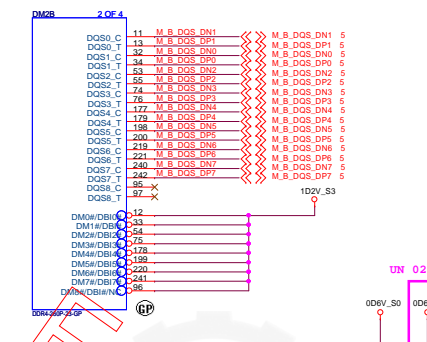 DM2B 2 OF 4
DQS0_C 11 M_B_DQS_DN1 M_B_DQS_DN1 5
DQS0_T 13 M_B_DQS_DP1 M_B_DQS_DP1 5
DQS1_C 32 M_B_DQS_DN0 M_B_DQS_DN0 5
DQS1_T 34 M_B_DQS_DP0 M_B_DQS_DP0 5
DQS2_C 53 M_B_DQS_DN2 M_B_DQS_DN2 5
DQS2_T 55 M_B_DQS_DP2 M_B_DQS_DP2 5
DQS3_C 74 M_B_DQS_DN3 M_B_DQS_DN3 5
DQS3_T 76 M_B_DQS_DP3 M_B_DQS_DP3 5
DQS4_C 177 M_B_DQS_DN4 M_B_DQS_DN4 5
DQS4_T 179 M_B_DQS_DP4 M_B_DQS_DP4 5
DQS5_C 198 M_B_DQS_DN5 M_B_DQS_DN5 5
DQS5_T 200 M_B_DQS_DP5 M_B_DQS_DP5 5
DQS6_C 219 M_B_DQS_DN6 M_B_DQS_DN6 5
DQS6_T 221 M_B_DQS_DP6 M_B_DQS_DP6 5
DQS7_C 240 M_B_DQS_DN7 M_B_DQS_DN7 5
DQS7_T 242 M_B_DQS_DP7 M_B_DQS_DP7 5
DQS8_C 95
DQS8_T 97
1D2V_S3
DM0#/DBI0# 12
DM1#/DBI# 33
DM2#/DBI2# 54
DM3#/DBI3# 75
DM4#/DBI4# 178
DM5#/DBI5# 199
DM6#/DBI6# 220
DM7#/DBI7# 241
DM8#/DBI#/NC 96
UN 02
GP
0D6V_S0